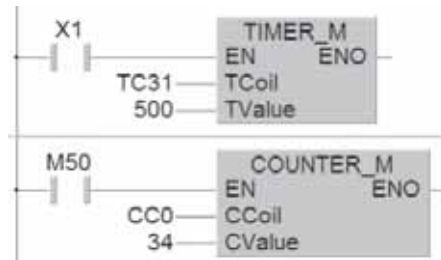 X1
TIMER_M
EN ENO
TC31 TCoil
500 TValue
M50
COUNTER_M
EN ENO
CC0 CCoil
34 CValue